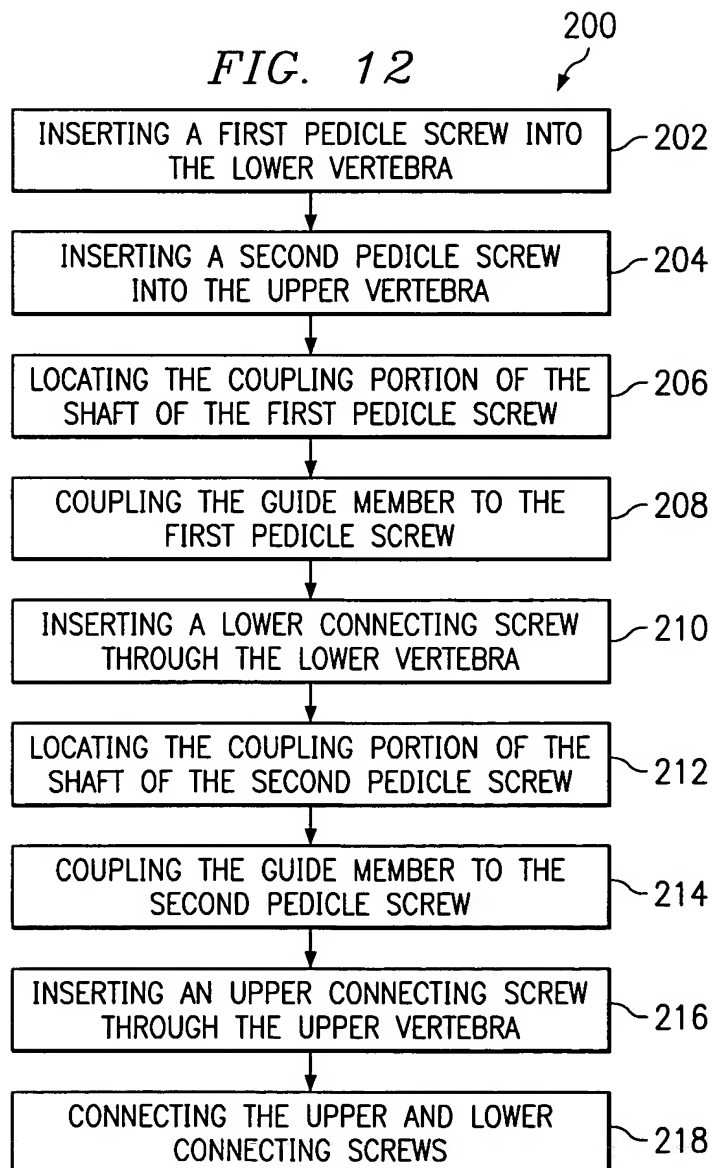 200
FIG. 12
INSERTING A FIRST PEDICLE SCREW INTO
THE LOWER VERTEBRA
202
INSERTING A SECOND PEDICLE SCREW
INTO THE UPPER VERTEBRA
204
LOCATING THE COUPLING PORTION OF THE
SHAFT OF THE FIRST PEDICLE SCREW
206
COUPLING THE GUIDE MEMBER TO THE
FIRST PEDICLE SCREW
208
INSERTING A LOWER CONNECTING SCREW
THROUGH THE LOWER VERTEBRA
210
LOCATING THE COUPLING PORTION OF THE
SHAFT OF THE SECOND PEDICLE SCREW
212
COUPLING THE GUIDE MEMBER TO THE
SECOND PEDICLE SCREW
214
INSERTING AN UPPER CONNECTING SCREW
THROUGH THE UPPER VERTEBRA
216
CONNECTING THE UPPER AND LOWER
CONNECTING SCREWS
218